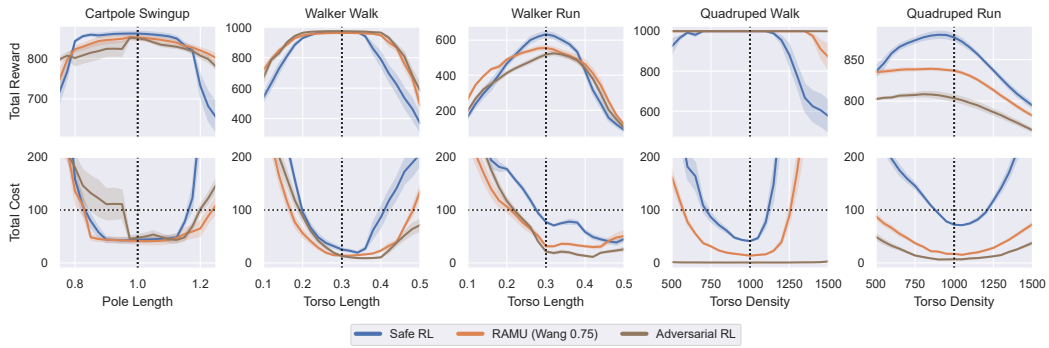 Cartpole Swingup
Walker Walk
Walker Run
Quadruped Walk
Quadruped Run
Total Reward
800
700
1000
800
600
400
600
400
200
0
1000
800
600
850
800
Total Cost
200
100
0
0.8 1.0 1.2
Pole Length
200
100
0
0.1 0.2 0.3 0.4 0.5
Torso Length
200
100
0
0.1 0.2 0.3 0.4 0.5
Torso Length
200
100
0
500 750 1000 1250 1500
Torso Density
200
100
0
500 750 1000 1250 1500
Torso Density
Safe RL RAMU (Wang 0.75) Adversarial RL